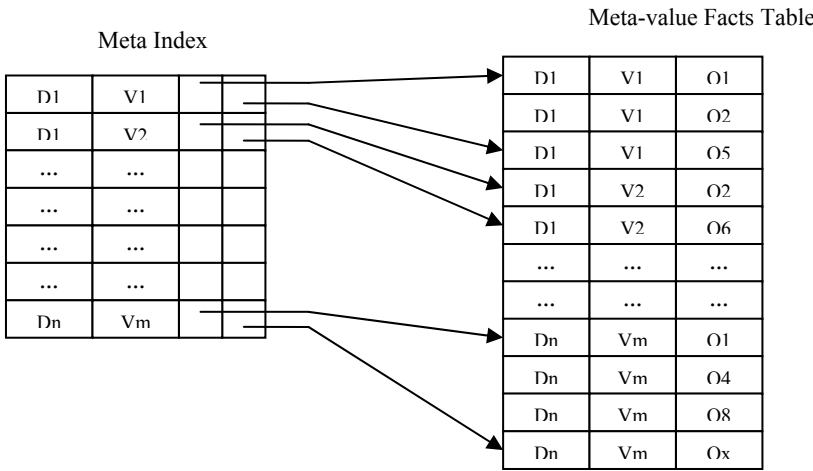 Meta-value Facts Table
Meta Index
D1 V1
D1 V2
... ...
... ...
... ...
... ...
Dn Vm
D1 V1 O1
D1 V1 O2
D1 V1 O5
D1 V2 O2
D1 V2 O6
... ... ...
... ... ...
Dn Vm O1
Dn Vm O4
Dn Vm O8
Dn Vm Ox